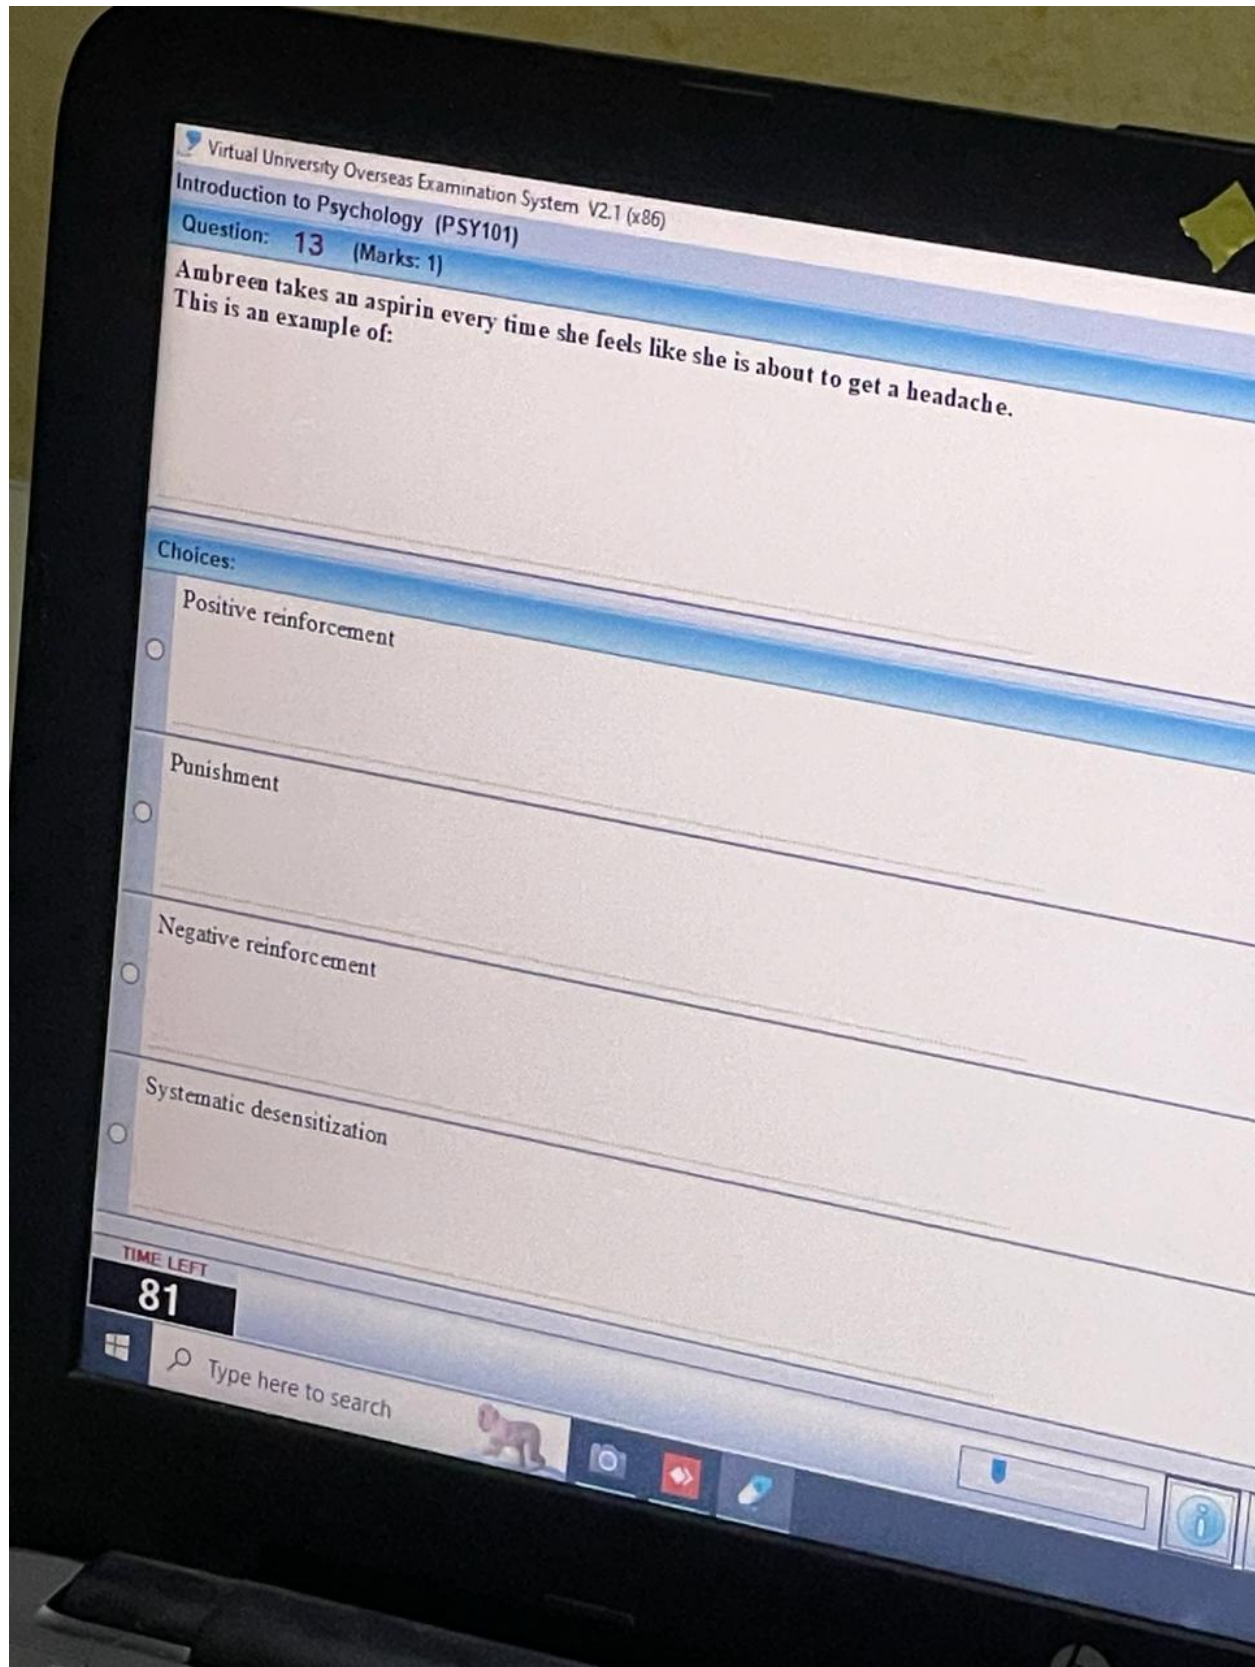 Virtual University Overseas Examination System V2.1 (x86)
Introduction to Psychology (PSY101)
Question: 13 (Marks: 1)
Ambreen takes an aspirin every time she feels like she is about to get a headache.
This is an example of:
Choices:
Positive reinforcement
Punishment
Negative reinforcement
Systematic desensitization
TIME LEFT
81
Type here to search